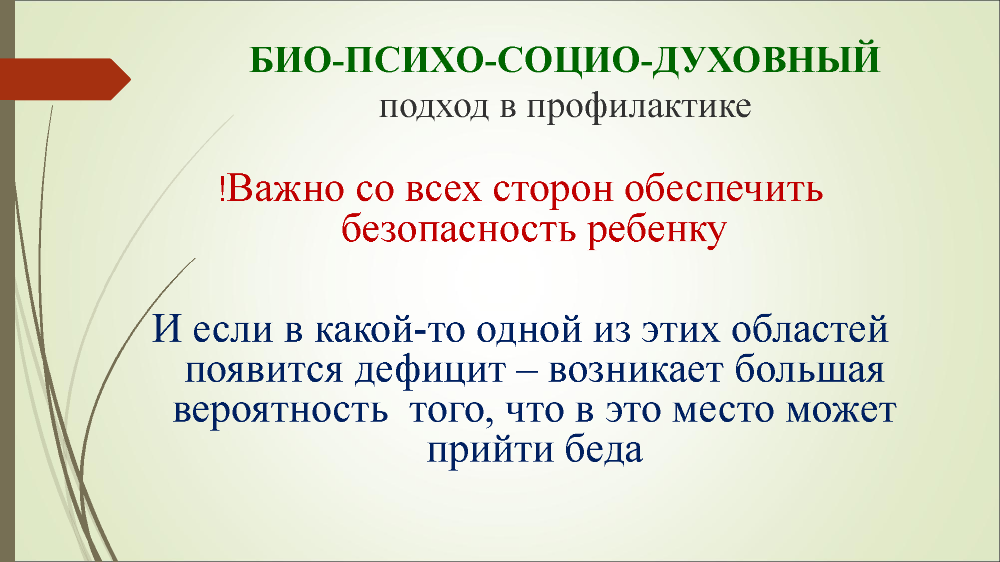 БИО-ПСИХО-СОЦИО-ДУХОВНЫЙ
подход в профилактике
!Важно со всех сторон обеспечить
безопасность ребенку
И если в какой-то одной из этих областей
появится дефицит – возникает большая
вероятность того, что в это место может
прийти беда